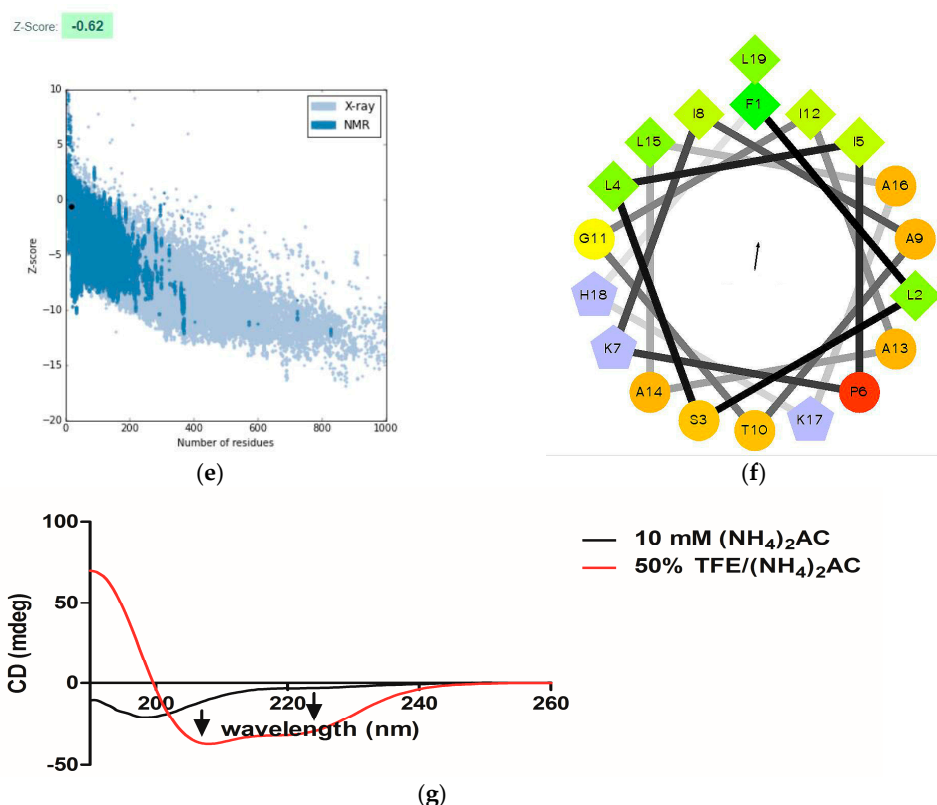 Z-Score: -0.62
10
5
0
−5
−10
−15
−20
Z-score
X-ray
NMR
0 200 400 600 800 1000
Number of residues
(e)
L19
F1
I8 I12
L15 I5
L4 A16
G11 A9
H18 L2
K7 A13
A14 P6
S3 K17
T10
(f)
100
50
0
-50
CD (mdeg)
10 mM (NH4)2AC
50% TFE/(NH4)2AC
200 220 240 260
wavelength (nm)
(g)